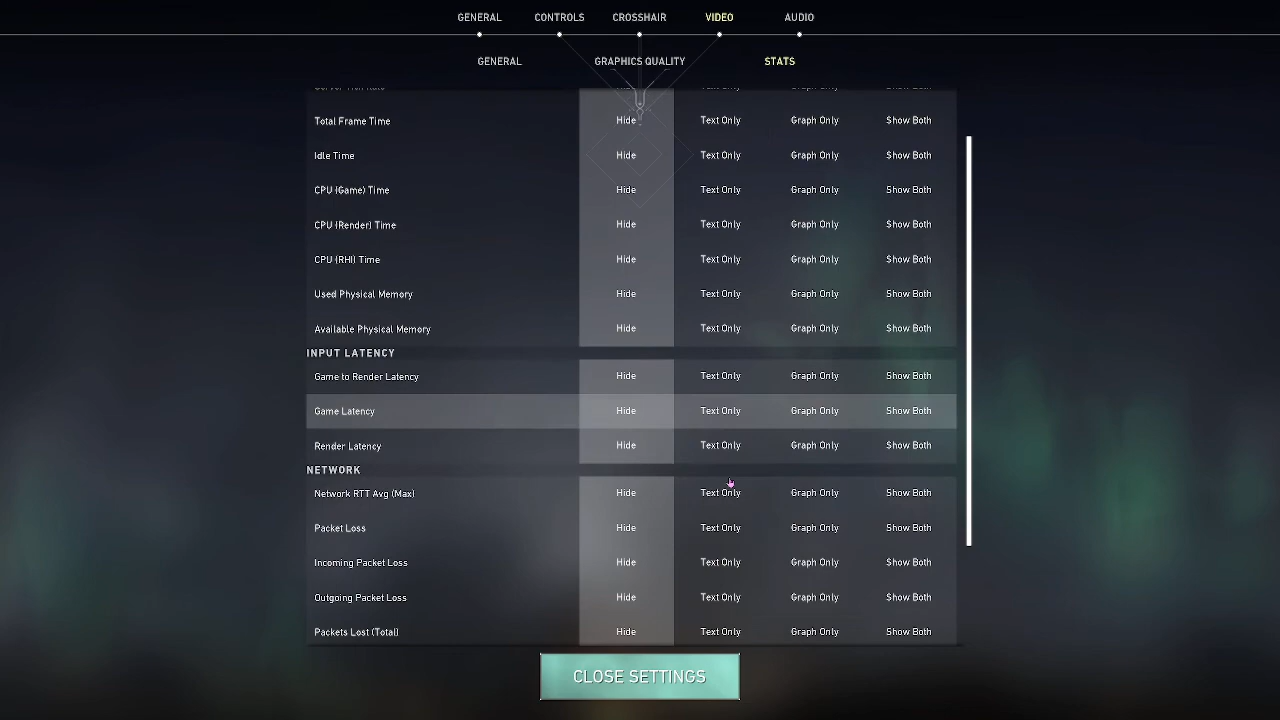 GENERAL CONTROLS CROSSHAIR VIDEO AUDIO
GENERAL GRAPHICS QUALITY STATS
Total Frame Time Hide Text Only Graph Only Show Both
Idle Time Hide Text Only Graph Only Show Both
CPU (Game) Time Hide Text Only Graph Only Show Both
CPU (Render) Time Hide Text Only Graph Only Show Both
CPU (RHI) Time Hide Text Only Graph Only Show Both
Used Physical Memory Hide Text Only Graph Only Show Both
Available Physical Memory Hide Text Only Graph Only Show Both
INPUT LATENCY
Game to Render Latency Hide Text Only Graph Only Show Both
Game Latency Hide Text Only Graph Only Show Both
Render Latency Hide Text Only Graph Only Show Both
NETWORK
Network RTT Avg (Max) Hide Text Only Graph Only Show Both
Packet Loss Hide Text Only Graph Only Show Both
Incoming Packet Loss Hide Text Only Graph Only Show Both
Outgoing Packet Loss Hide Text Only Graph Only Show Both
Packets Lost (Total) Hide Text Only Graph Only Show Both
CLOSE SETTINGS